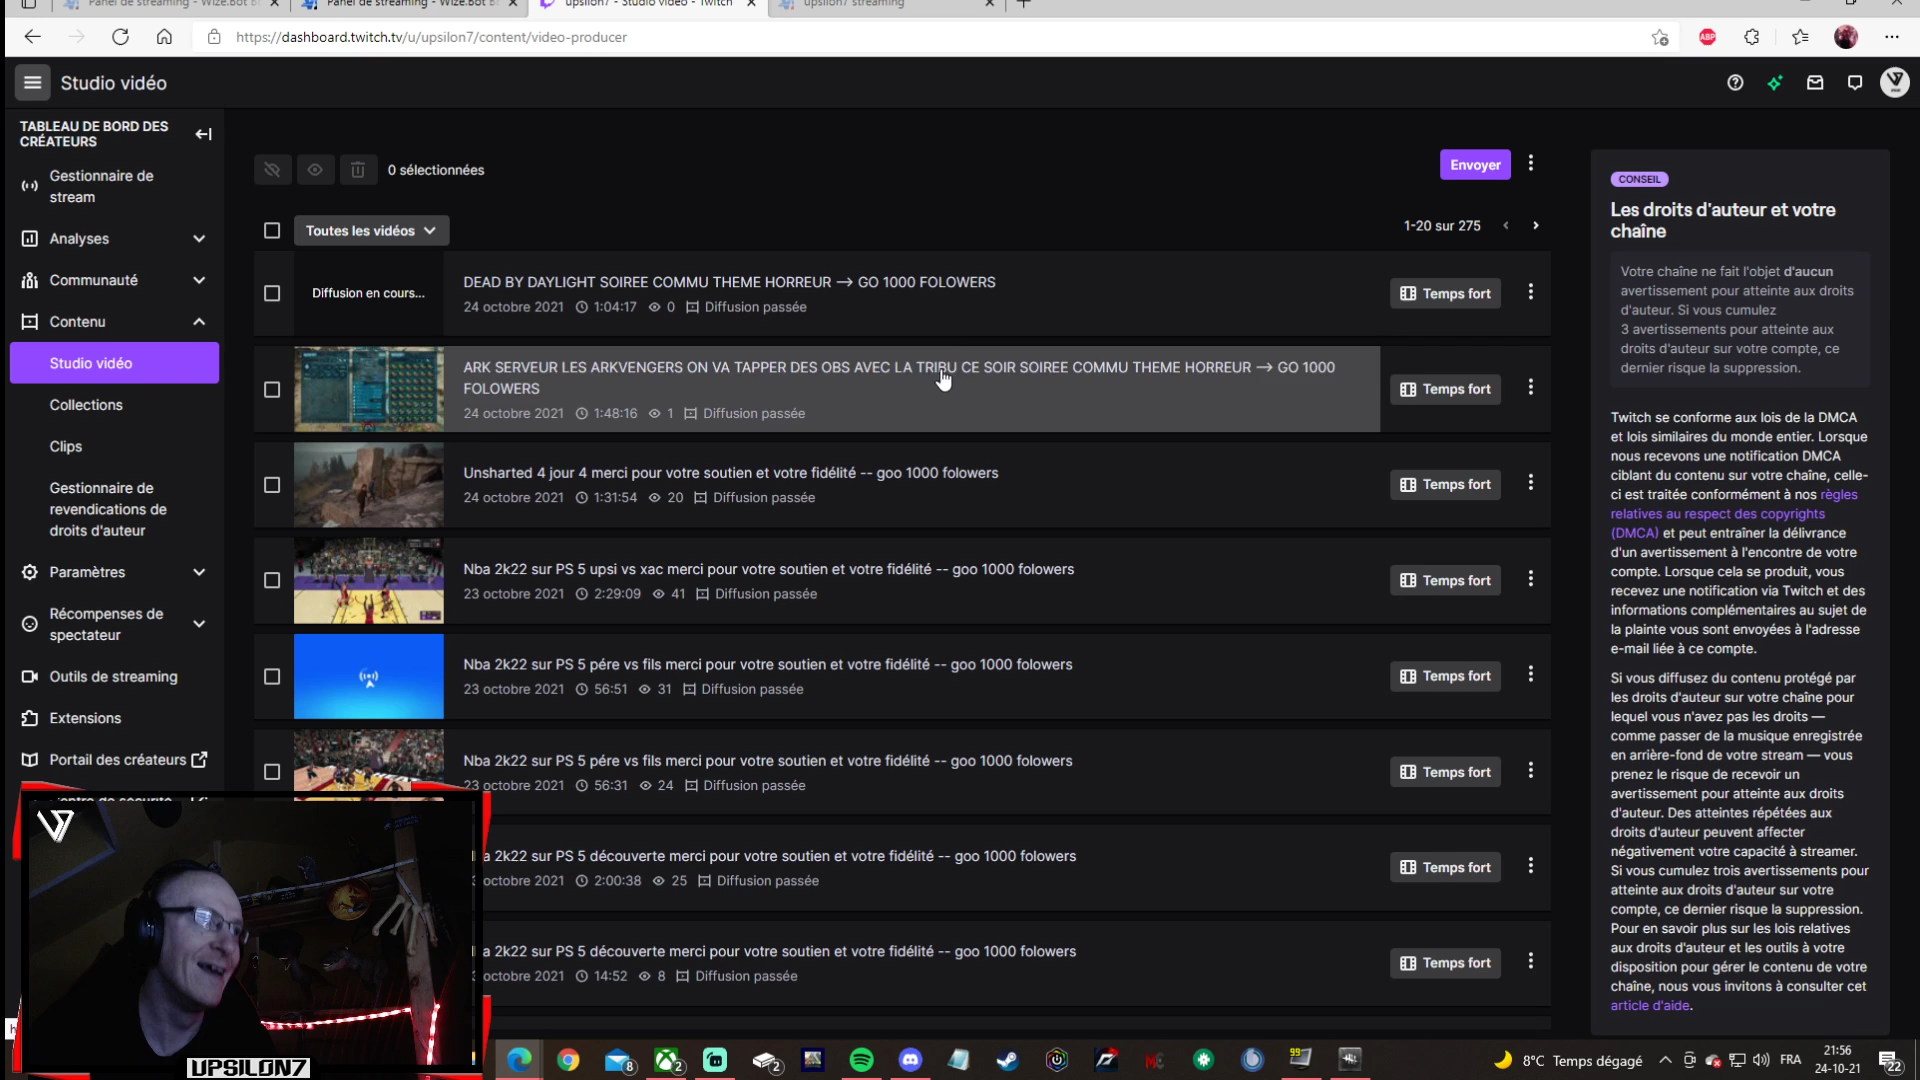 Panel de streaming - Wize.bot
Panel de streaming - Wize.bot
upsilon7 - Studio vidéo - Twitch
upsilon7 streaming
https://dashboard.twitch.tv/u/upsilon7/content/video-producer
ABP
Studio vidéo
TABLEAU DE BORD DES
CRÉATEURS
Gestionnaire de
stream
Analyses
Communauté
Contenu
Studio vidéo
Collections
Clips
Gestionnaire de
revendications de
droits d'auteur
Paramètres
Récompenses de
spectateur
Outils de streaming
Extensions
Portail des créateurs
0 sélectionnées
Envoyer
Toutes les vidéos
1-20 sur 275
Diffusion en cours...
DEAD BY DAYLIGHT SOIREE COMMU THEME HORREUR --> GO 1000 FOLOWERS
24 octobre 2021 1:04:17 0 Diffusion passée
Temps fort
ARK SERVEUR LES ARKVENGERS ON VA TAPPER DES OBS AVEC LA TRIBU CE SOIR SOIREE COMMU THEME HORREUR --> GO 1000
FOLOWERS
24 octobre 2021 1:48:16 1 Diffusion passée
Temps fort
Unsharted 4 jour 4 merci pour votre soutien et votre fidélité -- goo 1000 folowers
24 octobre 2021 1:31:54 20 Diffusion passée
Temps fort
Nba 2k22 sur PS 5 upsi vs xac merci pour votre soutien et votre fidélité -- goo 1000 folowers
23 octobre 2021 2:29:09 41 Diffusion passée
Temps fort
Nba 2k22 sur PS 5 pére vs fils merci pour votre soutien et votre fidélité -- goo 1000 folowers
23 octobre 2021 56:51 31 Diffusion passée
Temps fort
Nba 2k22 sur PS 5 pére vs fils merci pour votre soutien et votre fidélité -- goo 1000 folowers
23 octobre 2021 56:31 24 Diffusion passée
Temps fort
a 2k22 sur PS 5 découverte merci pour votre soutien et votre fidélité -- goo 1000 folowers
octobre 2021 2:00:38 25 Diffusion passée
Temps fort
a 2k22 sur PS 5 découverte merci pour votre soutien et votre fidélité -- goo 1000 folowers
octobre 2021 14:52 8 Diffusion passée
Temps fort
CONSEIL
Les droits d'auteur et votre
chaîne
Votre chaîne ne fait l'objet d'aucun
avertissement pour atteinte aux droits
d'auteur. Si vous cumulez
3 avertissements pour atteinte aux
droits d'auteur sur votre compte, ce
dernier risque la suppression.
Twitch se conforme aux lois de la DMCA
et lois similaires du monde entier. Lorsque
nous recevons une notification DMCA
ciblant du contenu sur votre chaîne, celle-
ci est traitée conformément à nos règles
relatives au respect des copyrights
(DMCA) et peut entraîner la délivrance
d'un avertissement à l'encontre de votre
compte. Lorsque cela se produit, vous
recevez une notification via Twitch et des
informations complémentaires au sujet de
la plainte vous sont envoyées à l'adresse
e-mail liée à ce compte.
Si vous diffusez du contenu protégé par
les droits d'auteur sur votre chaîne pour
lequel vous n'avez pas les droits —
comme passer de la musique enregistrée
en arrière-fond de votre stream — vous
prenez le risque de recevoir un
avertissement pour atteinte aux droits
d'auteur. Des atteintes répétées aux
droits d'auteur peuvent affecter
négativement votre capacité à streamer.
Si vous cumulez trois avertissements pour
atteinte aux droits d'auteur sur votre
compte, ce dernier risque la suppression.
Pour en savoir plus sur les lois relatives
aux droits d'auteur et les outils à votre
disposition pour gérer le contenu de votre
chaîne, nous vous invitons à consulter cet
article d'aide.
UPSILON7
8
2
2
99
8°C Temps dégagé
FRA
21:56
24-10-21
22